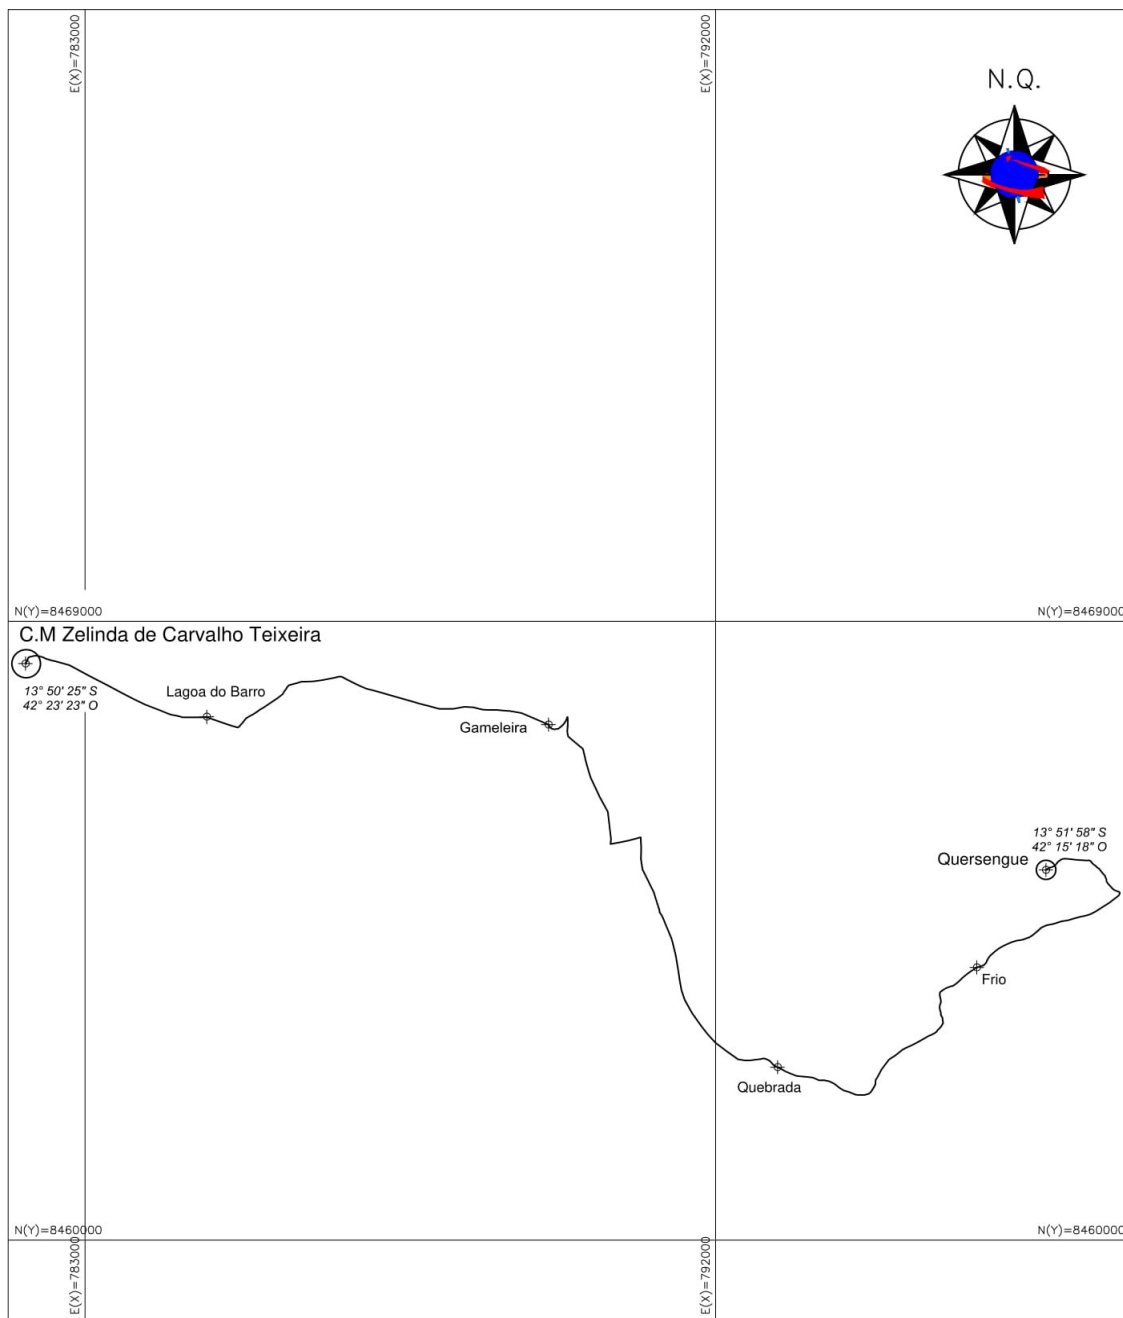 E(X)=783000
E(X)=792000
N.Q.
N(Y)=8469000
N(Y)=8469000
C.M Zelinda de Carvalho Teixeira
13° 50' 25" S
42° 23' 23" O
Lagoa do Barro
Gameleira
13° 51' 58" S
42° 15' 18" O
Quersengue
Frio
Quebrada
N(Y)=8460000
N(Y)=8460000
E(X)=783000
E(X)=792000